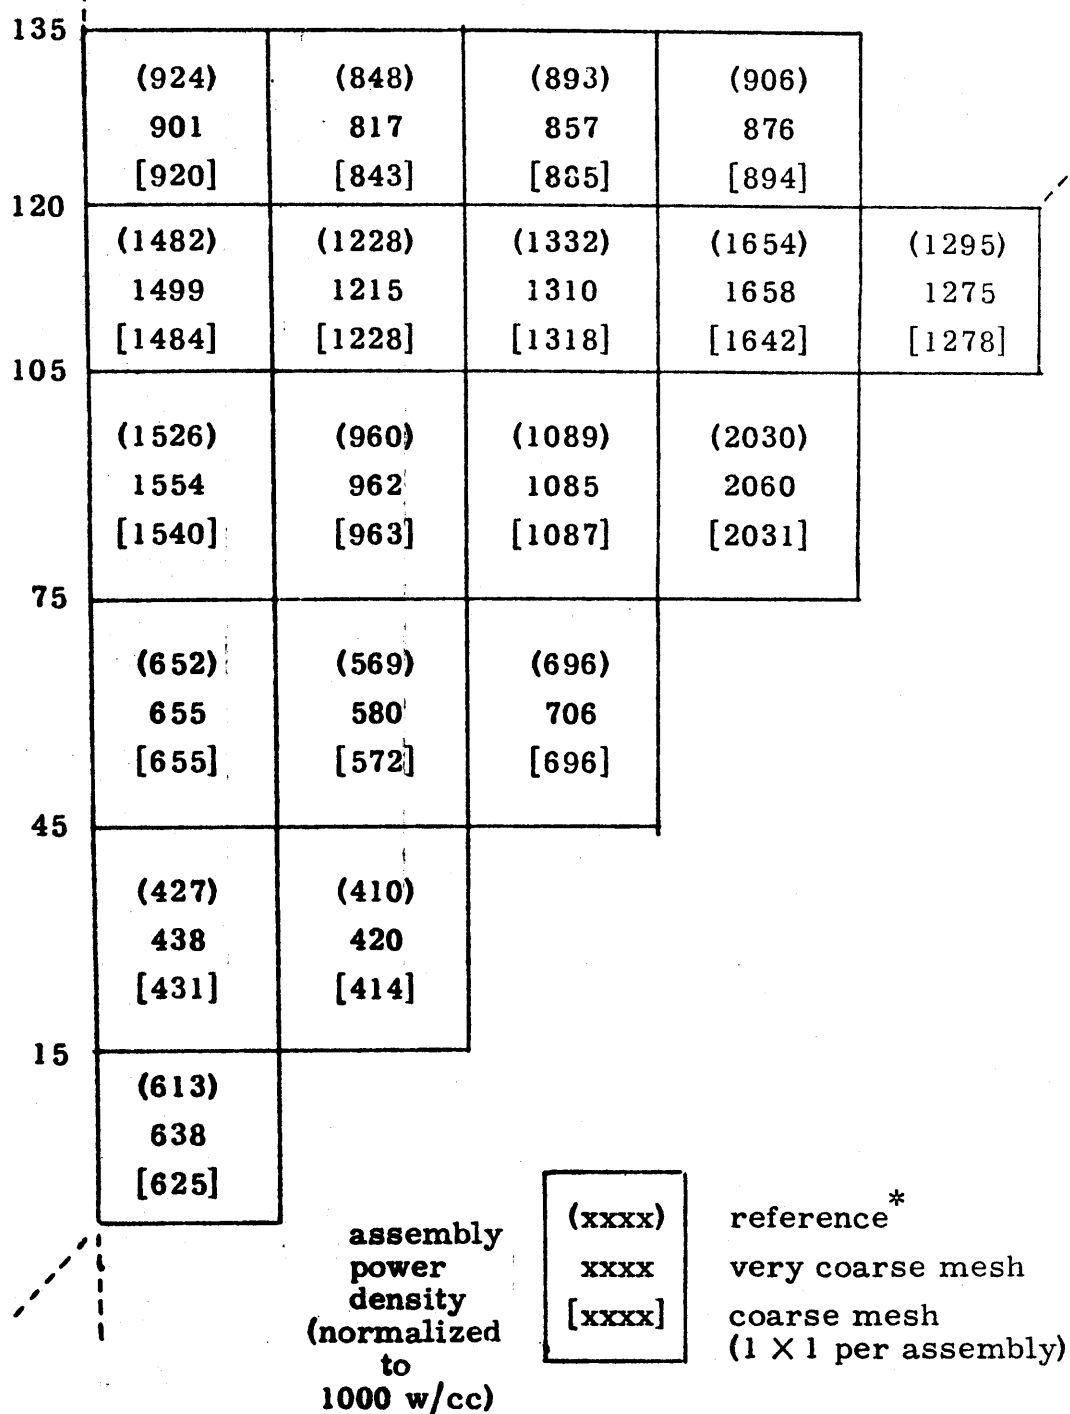 135
(924) (848) (893) (906)
901 817 857 876
[920] [843] [885] [894]
120
(1482) (1228) (1332) (1654) (1295)
1499 1215 1310 1658 1275
[1484] [1228] [1318] [1642] [1278]
105
(1526) (960) (1089) (2030)
1554 962 1085 2060
[1540] [963] [1087] [2031]
75
(652) (569) (696)
655 580 706
[655] [572] [696]
45
(427) (410)
438 420
[431] [414]
15
(613)
638
[625]
assembly
power
density
(normalized
to
1000 w/cc)
(xxxx) reference*
xxxx very coarse mesh
[xxxx] coarse mesh
(1 X 1 per assembly)